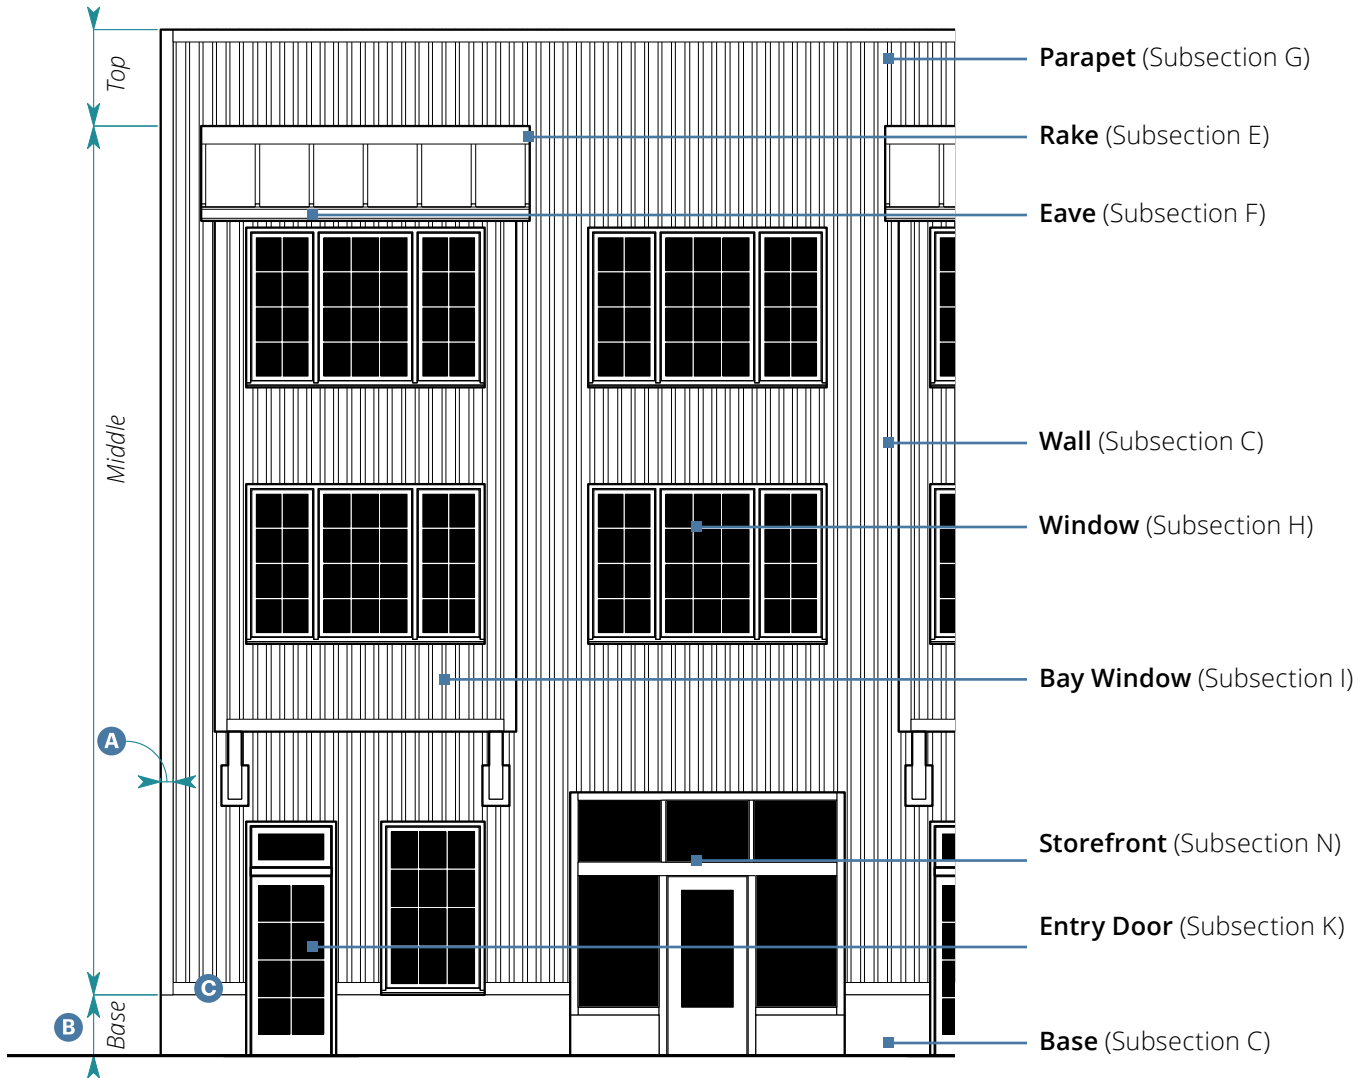 Top
Parapet (Subsection G)
Rake (Subsection E)
Eave (Subsection F)
Middle
Wall (Subsection C)
Window (Subsection H)
Bay Window (Subsection I)
A
Storefront (Subsection N)
Entry Door (Subsection K)
C
B
Base
Base (Subsection C)